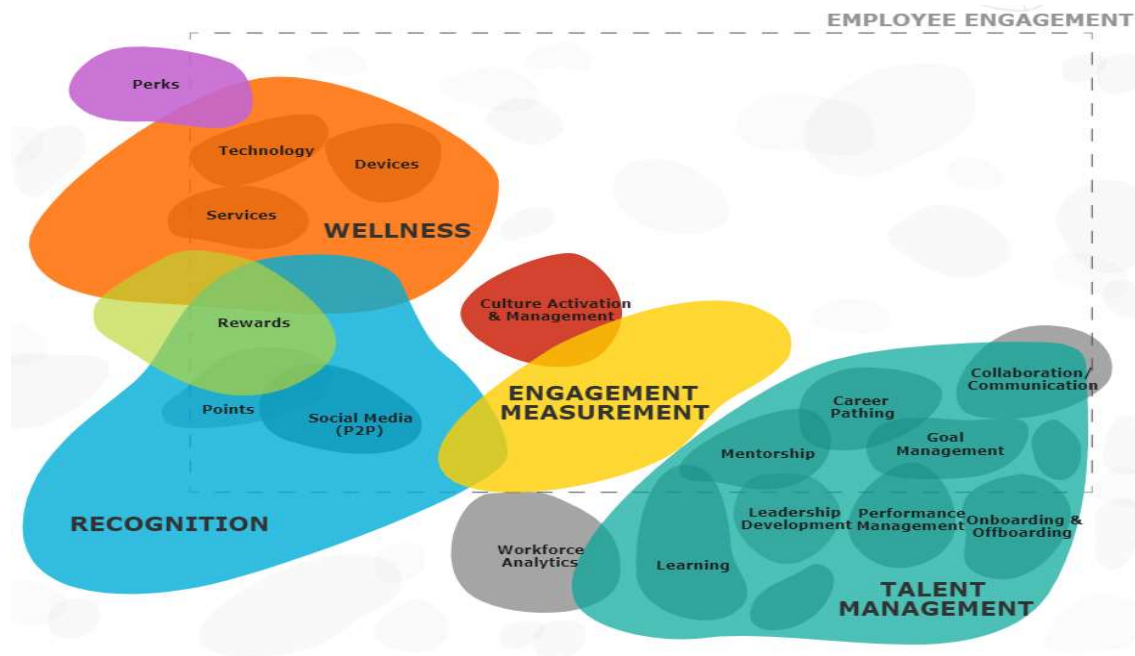 EMPLOYEE ENGAGEMENT
Perks
Technology
Devices
Services
WELLNESS
Rewards
Culture Activation
& Management
Points
Social Media
(P2P)
ENGAGEMENT
MEASUREMENT
RECOGNITION
Workforce
Analytics
Collaboration/
Communication
Career
Pathing
Goal
Management
Mentorship
Leadership
Development
Performance
Management
Onboarding &
Offboarding
Learning
TALENT
MANAGEMENT